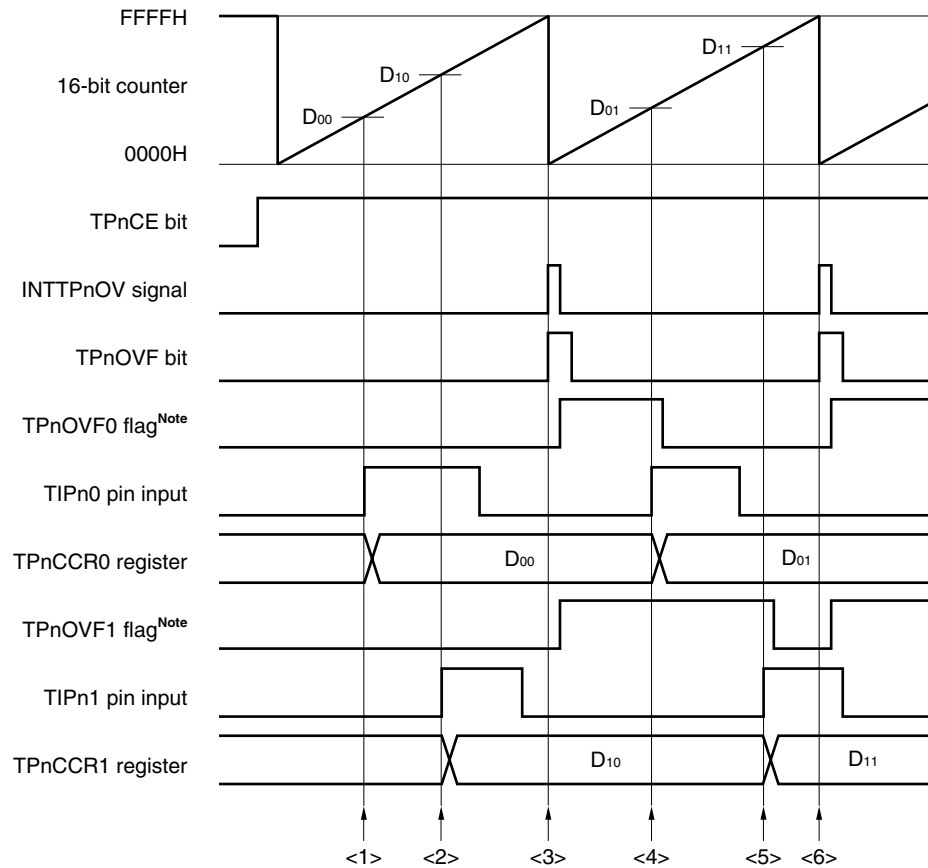 FFFFH
16-bit counter
0000H
D00
D10
D01
D11
TPnCE bit
INTTPnOV signal
TPnOVF bit
TPnOVF0 flagNote
TIPn0 pin input
TPnCCR0 register
D00
D01
TPnOVF1 flagNote
TIPn1 pin input
TPnCCR1 register
D10
D11
<1> <2> <3> <4> <5> <6>